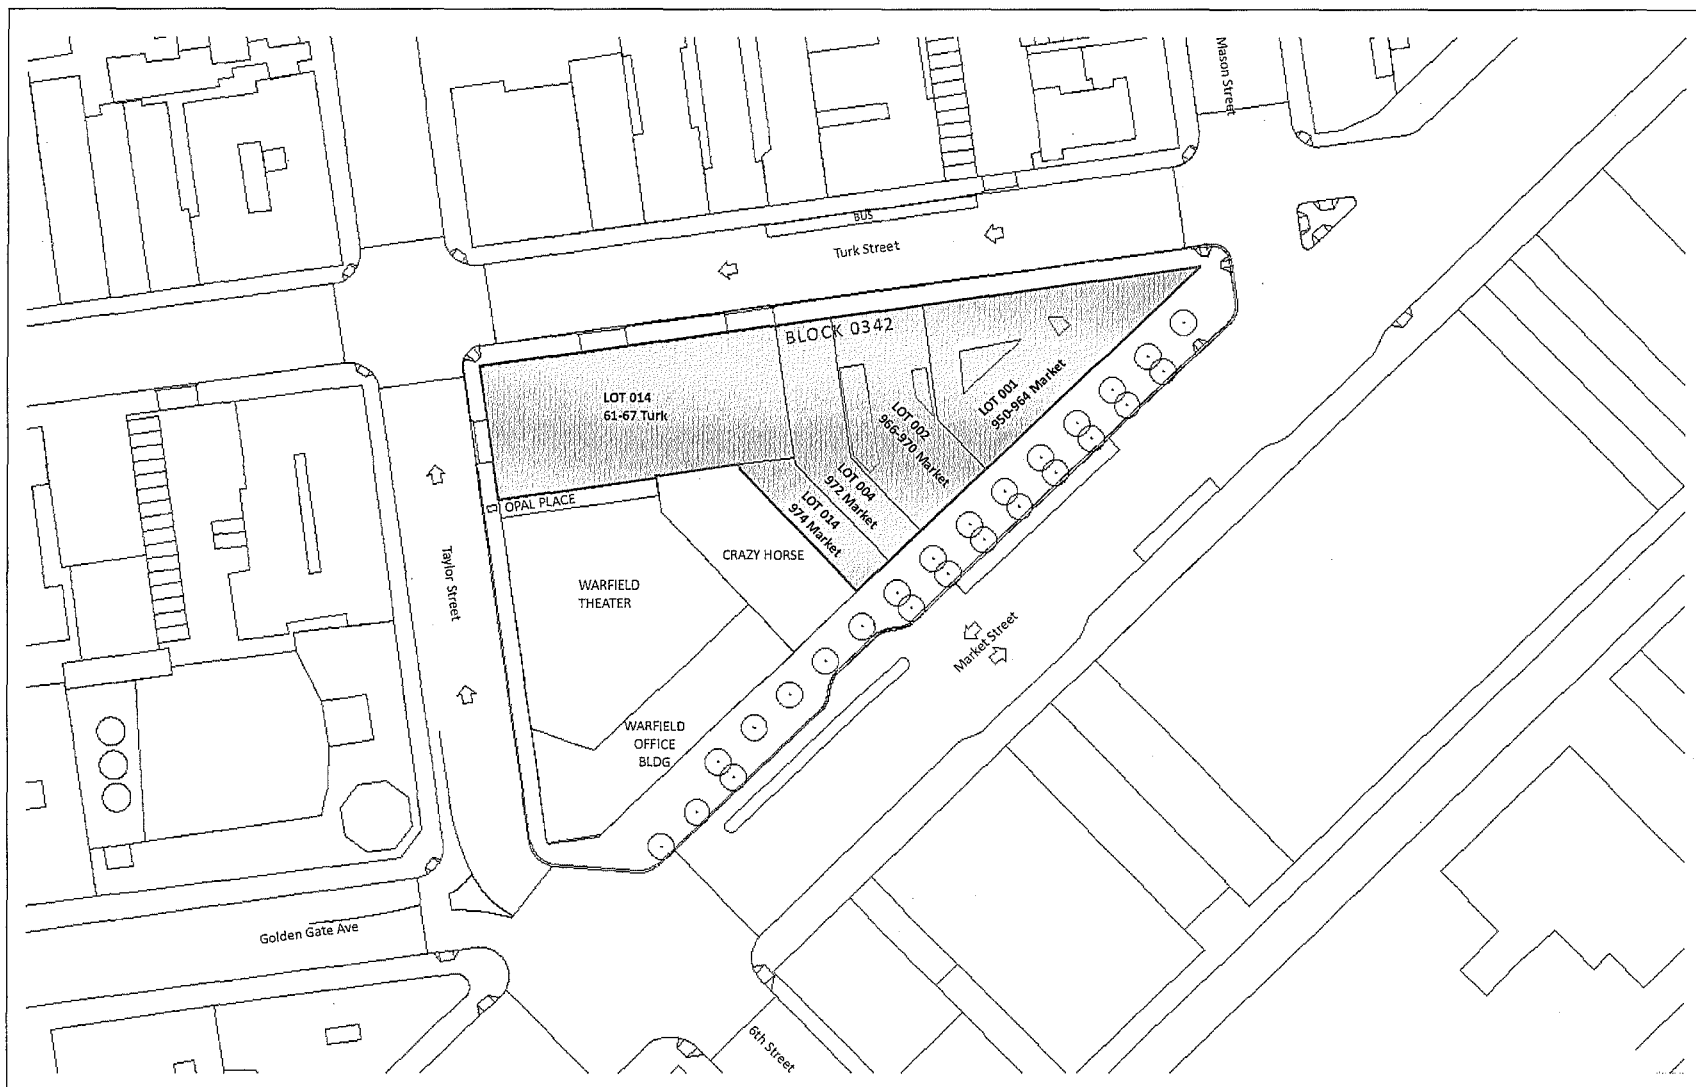 Mason Street
BUS
Turk Street
BLOCK 0342
LOT 014
61-67 Turk
LOT 001
950-964 Market
LOT 002
966-970 Market
LOT 004
972 Market
LOT 014
974 Market
OPAL PLACE
CRAZY HORSE
WARFIELD
THEATER
Taylor Street
Market Street
WARFIELD
OFFICE
BLDG
Golden Gate Ave
6th Street